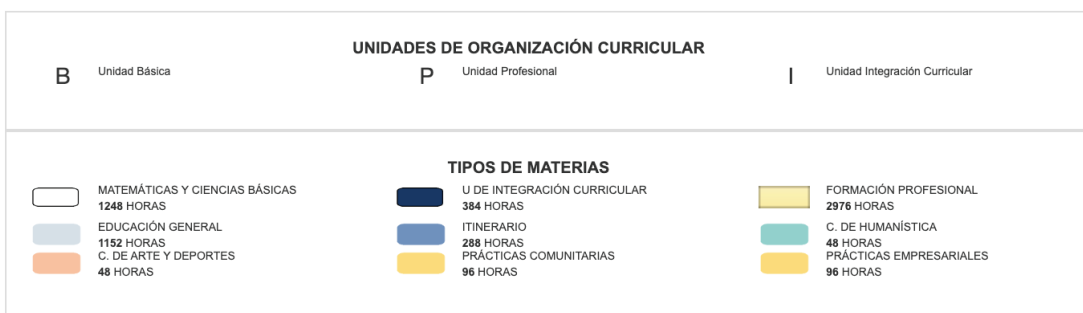 UNIDADES DE ORGANIZACIÓN CURRICULAR
B Unidad Básica
P Unidad Profesional
I Unidad Integración Curricular
TIPOS DE MATERIAS
MATEMÁTICAS Y CIENCIAS BÁSICAS
1248 HORAS
U DE INTEGRACIÓN CURRICULAR
384 HORAS
FORMACIÓN PROFESIONAL
2976 HORAS
EDUCACIÓN GENERAL
1152 HORAS
ITINERARIO
288 HORAS
C. DE HUMANÍSTICA
48 HORAS
C. DE ARTE Y DEPORTES
48 HORAS
PRÁCTICAS COMUNITARIAS
96 HORAS
PRÁCTICAS EMPRESARIALES
96 HORAS